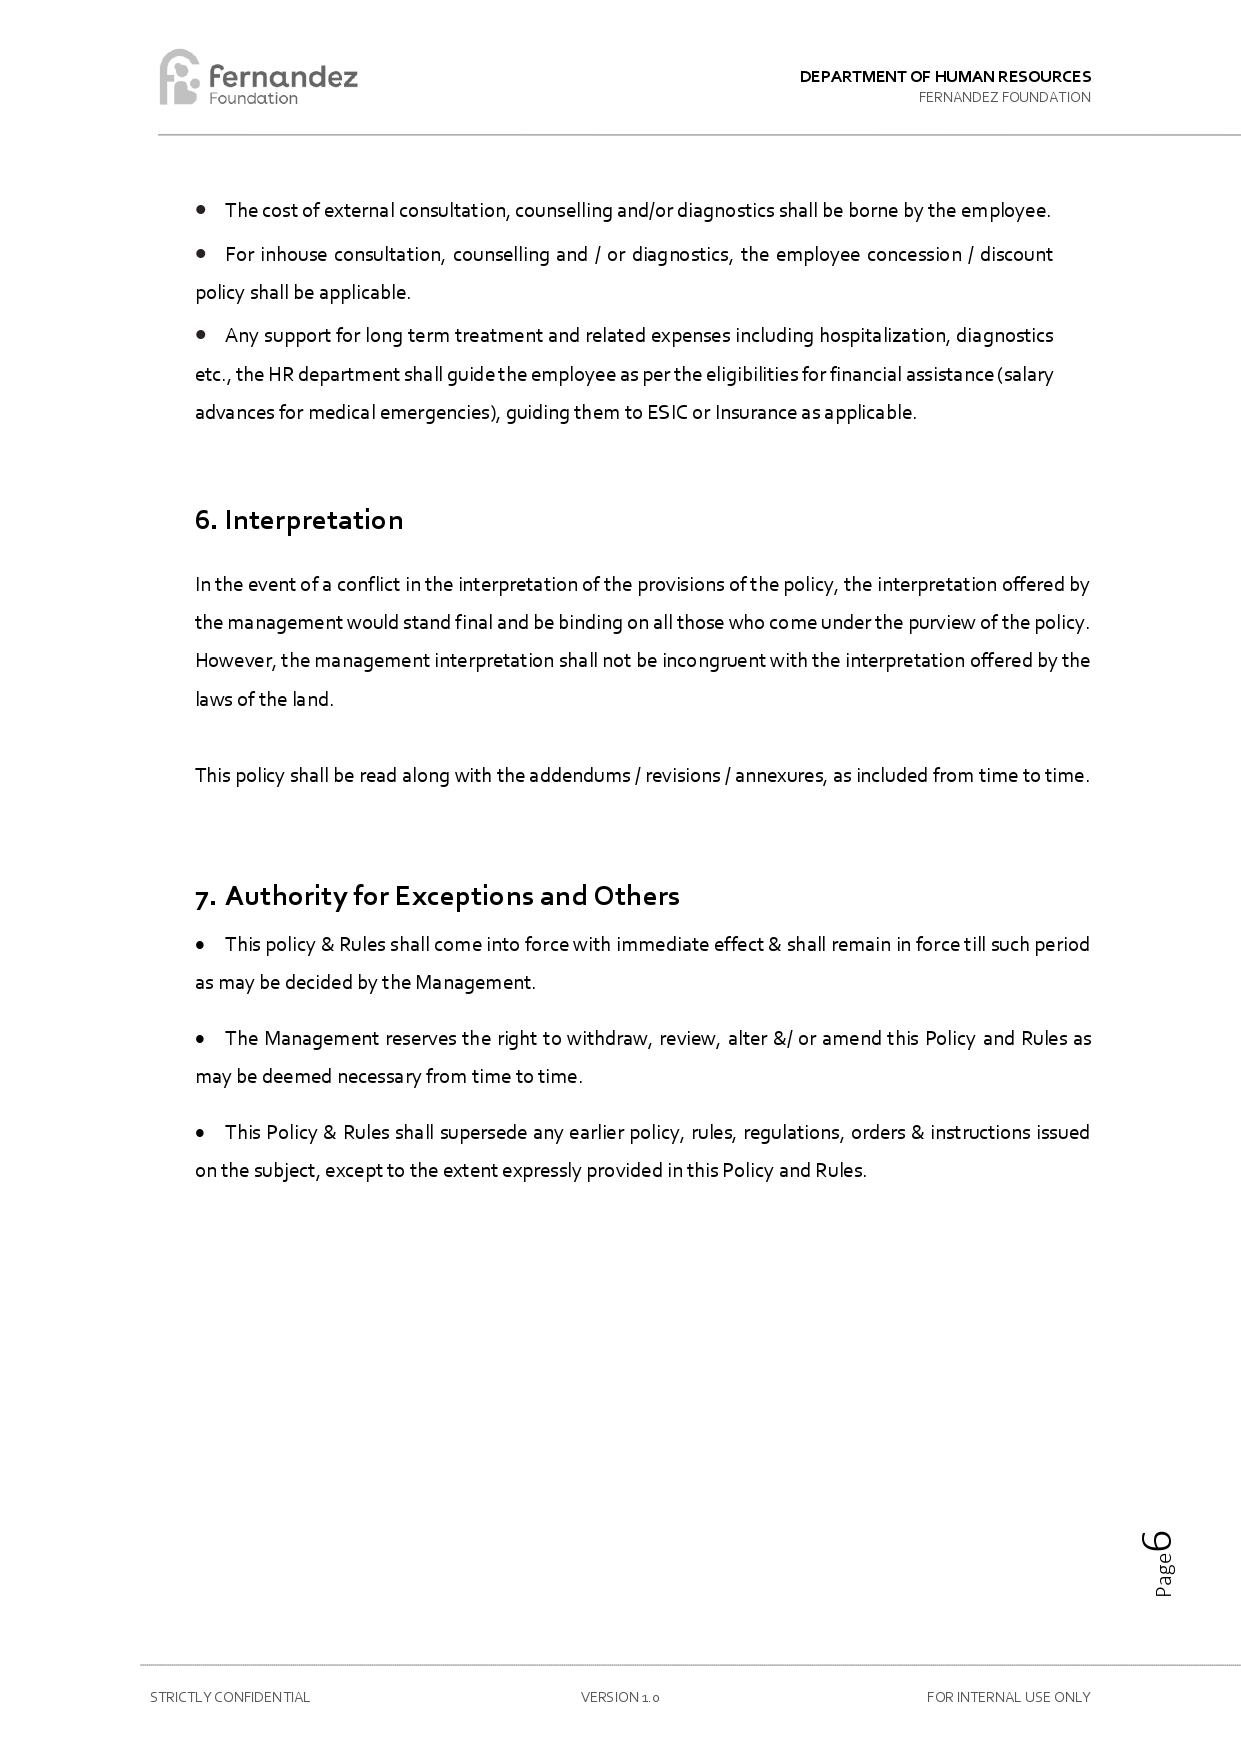 fernandez
Foundation
DEPARTMENT OF HUMAN RESOURCES
FERNANDEZ FOUNDATION
● The cost of external consultation, counselling and/or diagnostics shall be borne by the employee.
● For inhouse consultation, counselling and / or diagnostics, the employee concession / discount
policy shall be applicable.
● Any support for long term treatment and related expenses including hospitalization, diagnostics
etc., the HR department shall guide the employee as per the eligibilities for financial assistance (salary
advances for medical emergencies), guiding them to ESIC or Insurance as applicable.
6. Interpretation
In the event of a conflict in the interpretation of the provisions of the policy, the interpretation offered by
the management would stand final and be binding on all those who come under the purview of the policy.
However, the management interpretation shall not be incongruent with the interpretation offered by the
laws of the land.
This policy shall be read along with the addendums / revisions / annexures, as included from time to time.
7. Authority for Exceptions and Others
● This policy & Rules shall come into force with immediate effect & shall remain in force till such period
as may be decided by the Management.
● The Management reserves the right to withdraw, review, alter &/ or amend this Policy and Rules as
may be deemed necessary from time to time.
● This Policy & Rules shall supersede any earlier policy, rules, regulations, orders & instructions issued
on the subject, except to the extent expressly provided in this Policy and Rules.
Page6
STRICTLY CONFIDENTIAL
VERSION 1.0
FOR INTERNAL USE ONLY